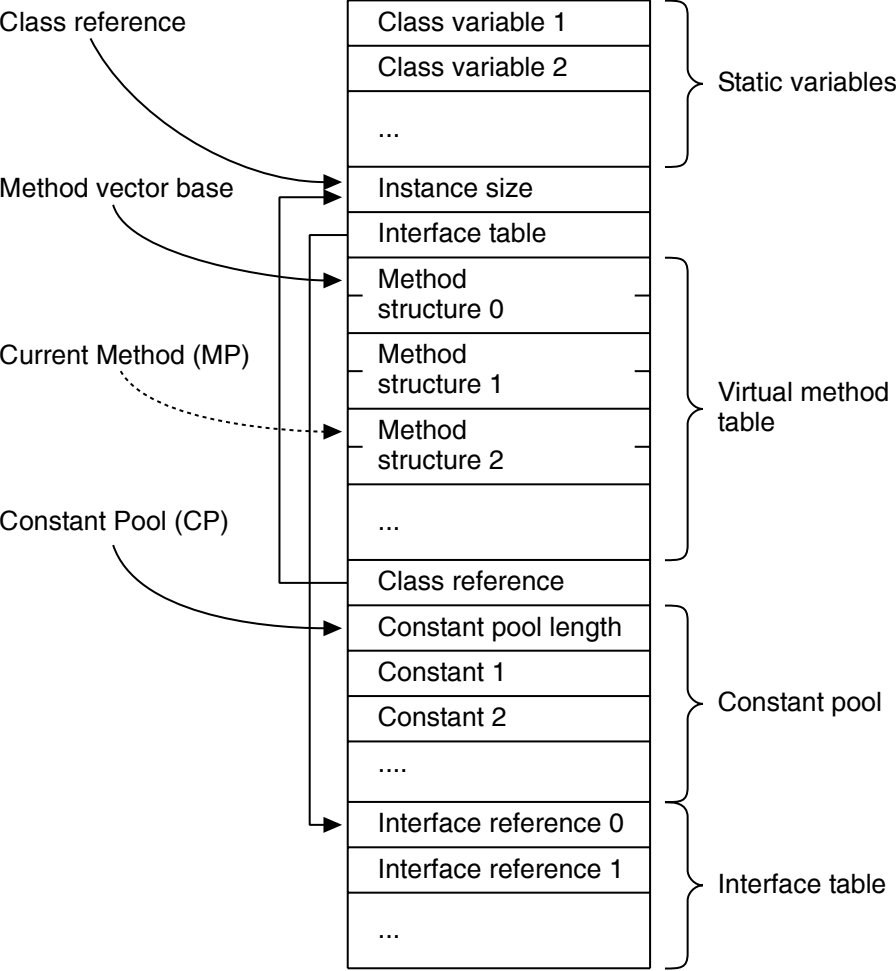 Class reference
Class variable 1
Class variable 2
Static variables
...
Method vector base
Instance size
Interface table
Method
structure 0
Current Method (MP)
Method
structure 1
Virtual method
table
Method
structure 2
Constant Pool (CP)
...
Class reference
Constant pool length
Constant 1
Constant 2
Constant pool
....
Interface reference 0
Interface reference 1
Interface table
...